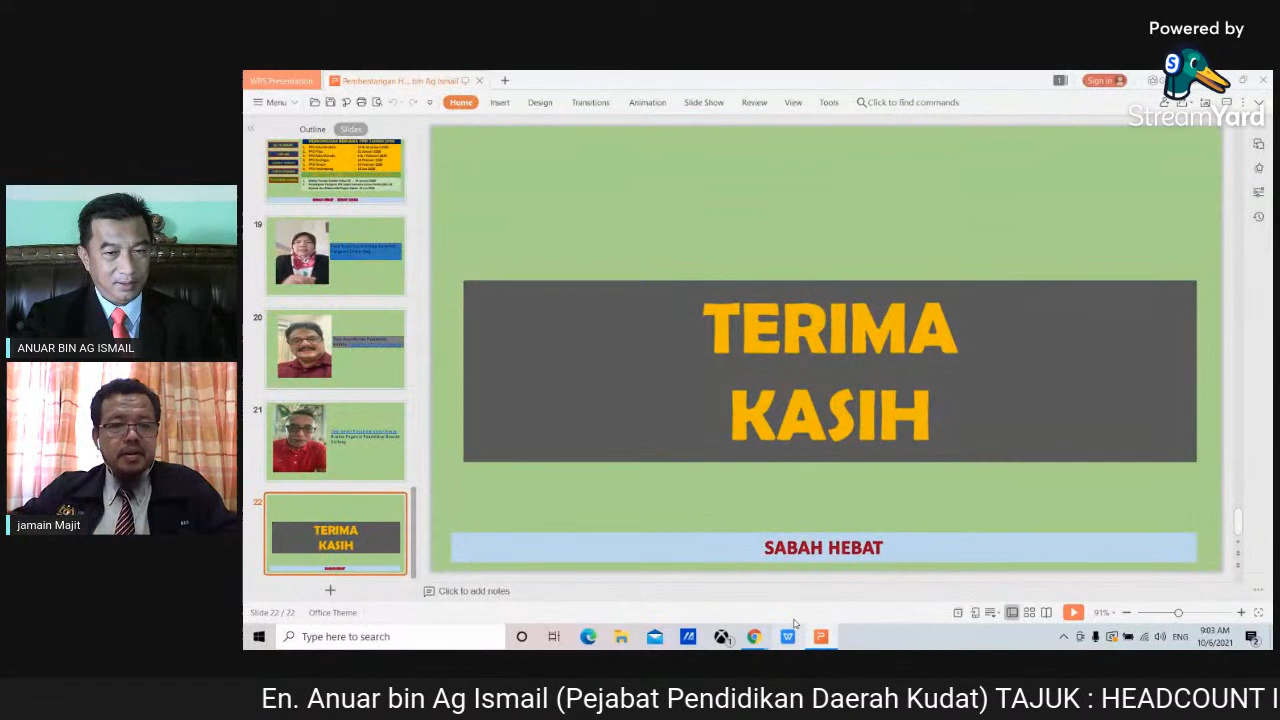 Powered by
StreamYard
WPS Presentation
Pembentangan H... bin Ag Ismail
1
Sign in
Menu
Home
Insert
Design
Transitions
Animation
Slide Show
Review
View
Tools
Click to find commands
Outline
Slides
19
20
21
22
TERIMA
KASIH
TERIMA
KASIH
SABAH HEBAT
ANUAR BIN AG ISMAIL
jamain Majit
Click to add notes
Slide 22 / 22
Office Theme
91%
Type here to search
ENG
9:03 AM
10/6/2021
En. Anuar bin Ag Ismail (Pejabat Pendidikan Daerah Kudat) TAJUK : HEADCOUNT